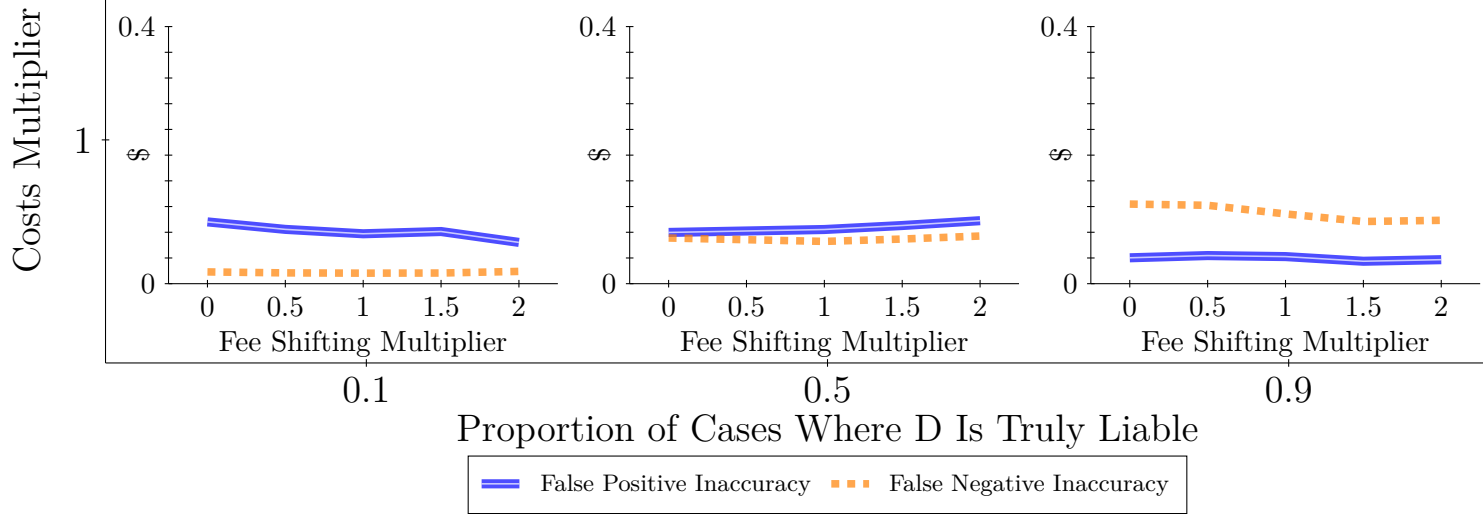 Costs Multiplier
1
0.4
$
0
0 0.5 1 1.5 2
Fee Shifting Multiplier
0.4
$
0
0 0.5 1 1.5 2
Fee Shifting Multiplier
0.4
$
0
0 0.5 1 1.5 2
Fee Shifting Multiplier
0.1 0.5 0.9
Proportion of Cases Where D Is Truly Liable
False Positive Inaccuracy False Negative Inaccuracy